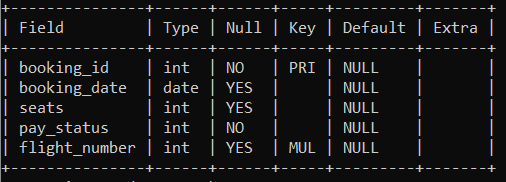 +---------------+------+------+-----+---------+-------+
| Field         | Type | Null | Key | Default | Extra |
+---------------+------+------+-----+---------+-------+
| booking_id    | int  | NO   | PRI | NULL    |       |
| booking_date  | date | YES  |     | NULL    |       |
| seats         | int  | YES  |     | NULL    |       |
| pay_status    | int  | NO   |     | NULL    |       |
| flight_number | int  | YES  | MUL | NULL    |       |
+---------------+------+------+-----+---------+-------+